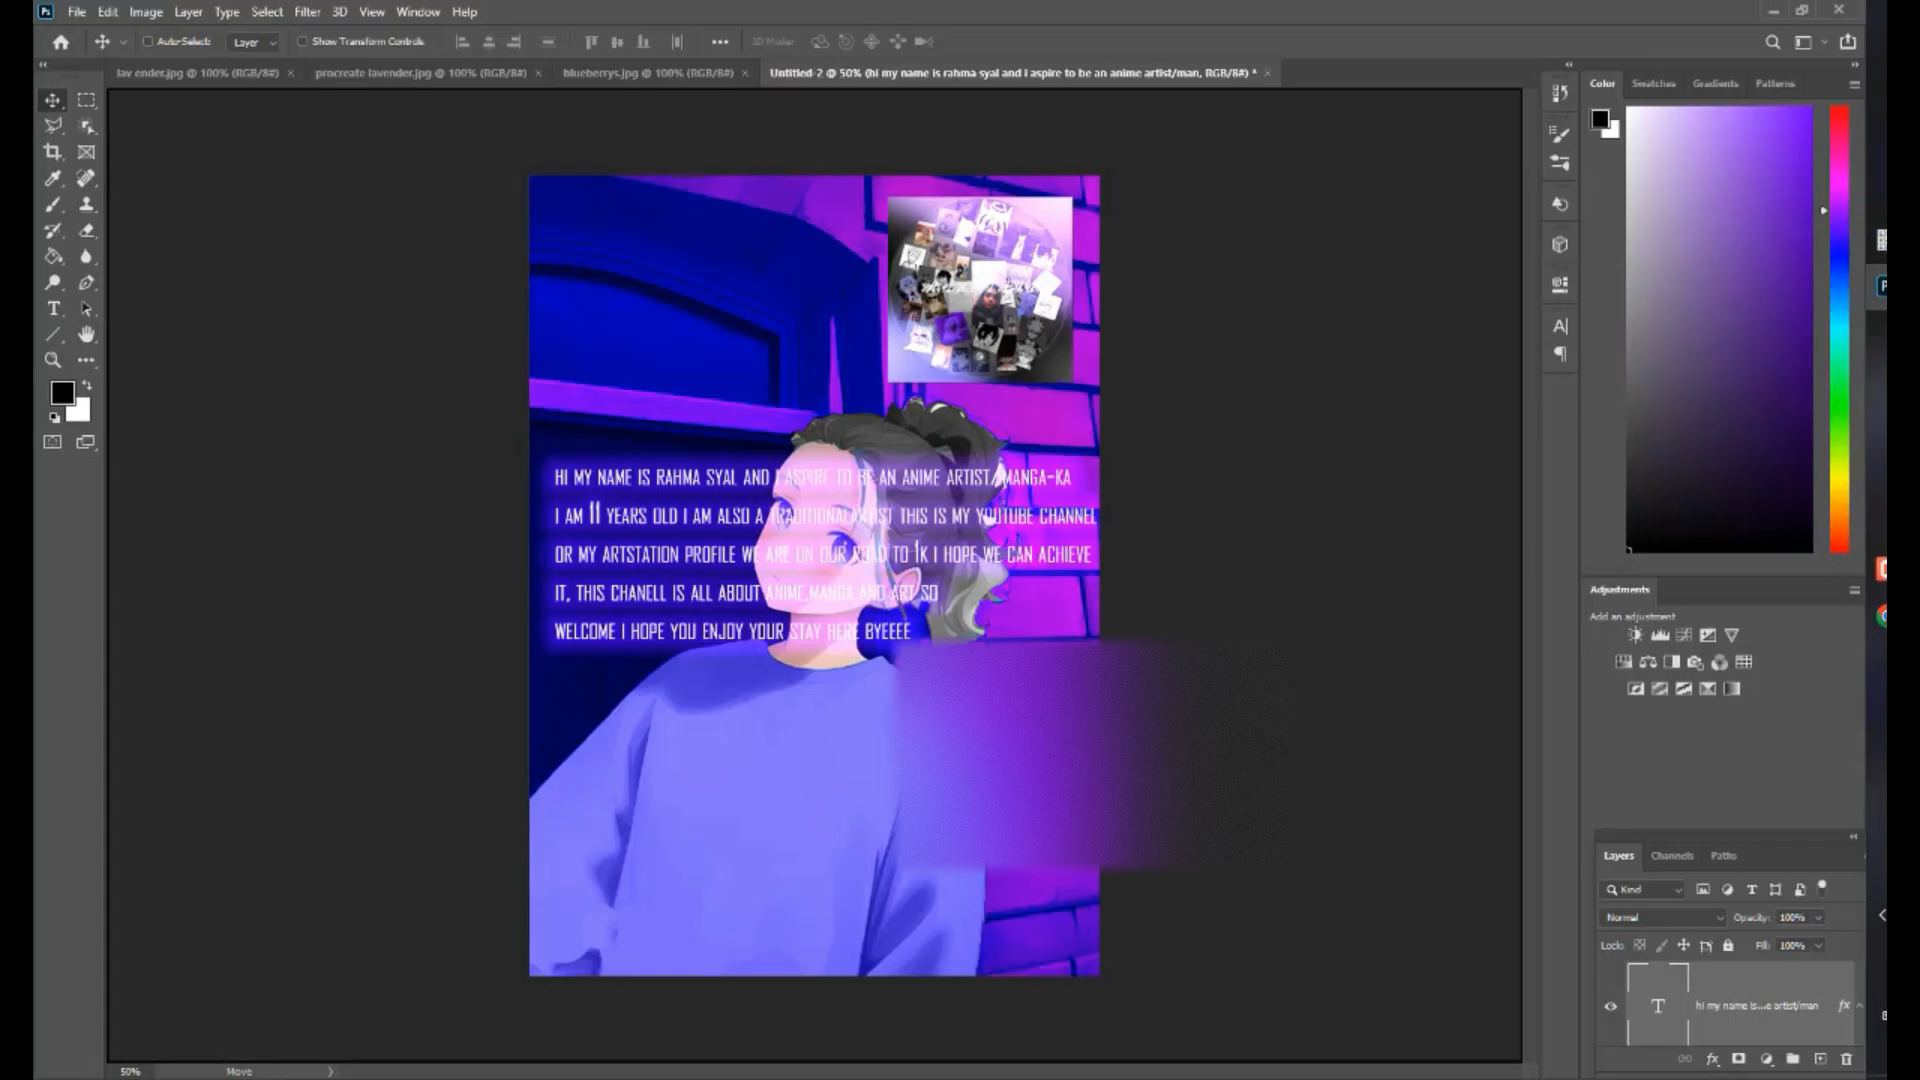 File Edit Image Layer Type Select Filter 3D View Window Help
Auto-Select: Layer Show Transform Controls 3D Mode:
lav ender.jpg @ 100% (RGB/8#) × procreate lavender.jpg @ 100% (RGB/8#) × blueberrys.jpg @ 100% (RGB/8#) × Untitled-2 @ 50% (hi my name is rahma syal and i aspire to be an anime artist/man, RGB/8#) * ×
Color Swatches Gradients Patterns
HI MY NAME IS RAHMA SYAL AND I ASPIRE TO BE AN ANIME ARTIST/MANGA-KA
I AM 11 YEARS OLD I AM ALSO A TRADITIONALARTIST THIS IS MY YOUTUBE CHANNEL
OR MY ARTSTATION PROFILE WE ARE ON OUR ROAD TO 1K I HOPE WE CAN ACHIEVE
IT, THIS CHANELL IS ALL ABOUT ANIME,MANGA AND ART SO
WELCOME I HOPE YOU ENJOY YOUR STAY HERE BYEEEE
Adjustments
Add an adjustment
Layers Channels Paths
Kind
Normal Opacity: 100%
Lock: Fill: 100%
hi my name is...e artist/man fx
50% Move